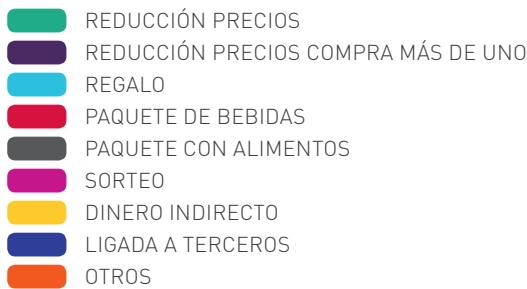 REDUCCIÓN PRECIOS
REDUCCIÓN PRECIOS COMPRA MÁS DE UNO
REGALO
PAQUETE DE BEBIDAS
PAQUETE CON ALIMENTOS
SORTEO
DINERO INDIRECTO
LIGADA A TERCEROS
OTROS